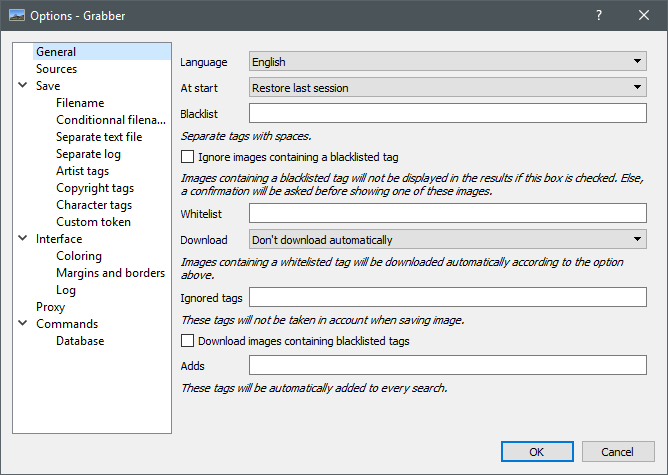 Options - Grabber
?
General
Sources
Save
Filename
Conditionnal filena...
Separate text file
Separate log
Artist tags
Copyright tags
Character tags
Custom token
Interface
Coloring
Margins and borders
Log
Proxy
Commands
Database
Language English
At start Restore last session
Blacklist
Separate tags with spaces.
Ignore images containing a blacklisted tag
Images containing a blacklisted tag will not be displayed in the results if this box is checked. Else,
a confirmation will be asked before showing one of these images.
Whitelist
Download Don't download automatically
Images containing a whitelisted tag will be downloaded automatically according to the option
above.
Ignored tags
These tags will not be taken in account when saving image.
Download images containing blacklisted tags
Adds
These tags will be automatically added to every search.
OK Cancel